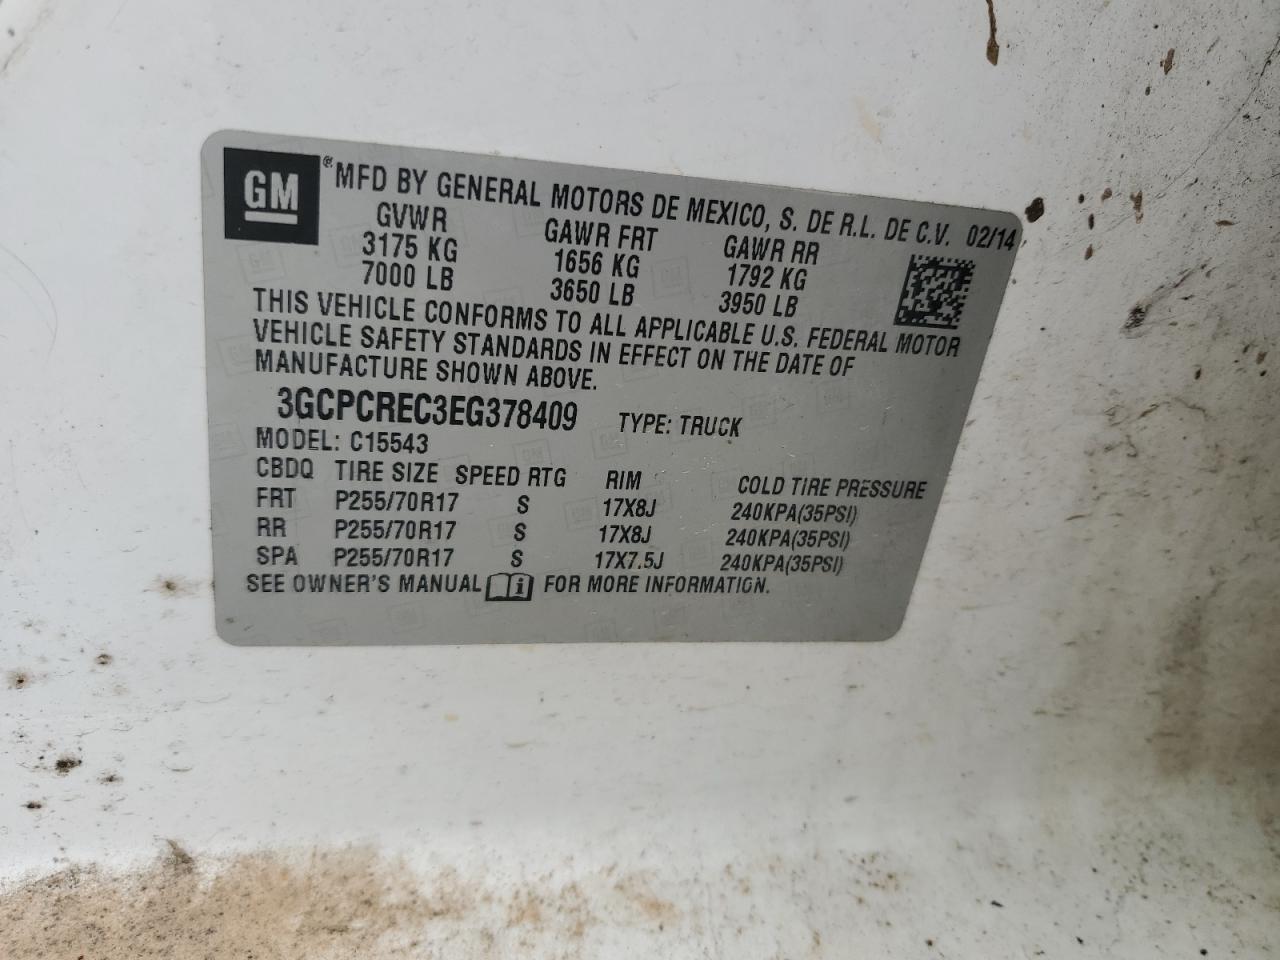 GM® MFD BY GENERAL MOTORS DE MEXICO, S. DE R.L. DE C.V. 02/14
GVWR GAWR FRT GAWR RR
3175 KG 1656 KG 1792 KG
7000 LB 3650 LB 3950 LB
THIS VEHICLE CONFORMS TO ALL APPLICABLE U.S. FEDERAL MOTOR
VEHICLE SAFETY STANDARDS IN EFFECT ON THE DATE OF
MANUFACTURE SHOWN ABOVE.
3GCPCREC3EG378409 TYPE: TRUCK
MODEL: C15543
CBDQ TIRE SIZE SPEED RTG RIM COLD TIRE PRESSURE
FRT P255/70R17 S 17X8J 240KPA(35PSI)
RR P255/70R17 S 17X8J 240KPA(35PSI)
SPA P255/70R17 S 17X7.5J 240KPA(35PSI)
SEE OWNER'S MANUAL i FOR MORE INFORMATION.